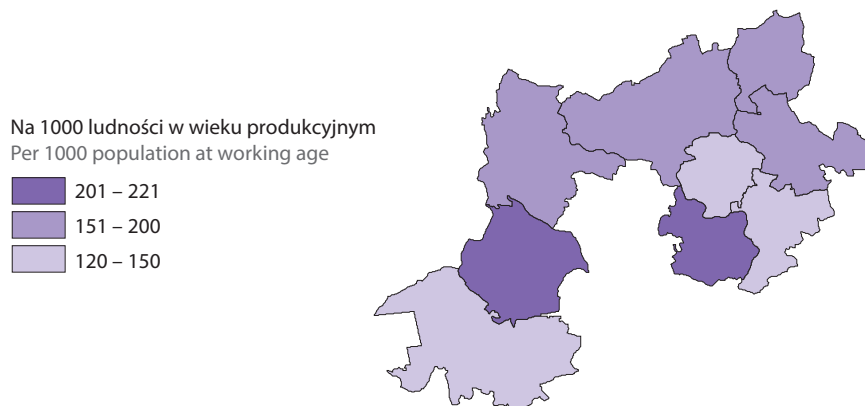 Na 1000 ludności w wieku produkcyjnym
Per 1000 population at working age
201 – 221
151 – 200
120 – 150